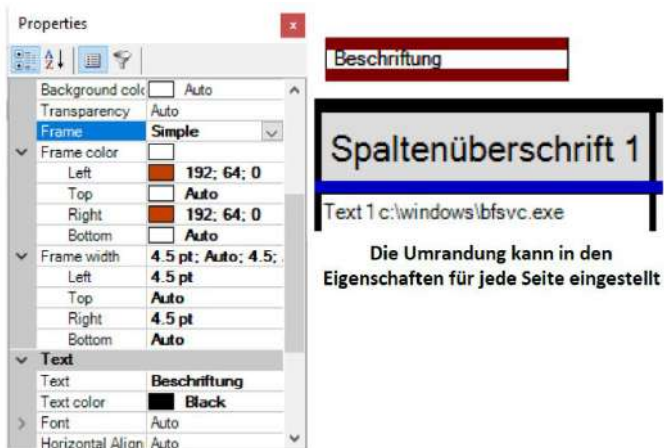 Properties
x
Background colo Auto
Transparency Auto
Frame Simple
Frame color
Left 192; 64; 0
Top Auto
Right 192; 64; 0
Bottom Auto
Frame width 4.5 pt; Auto; 4.5; .
Left 4.5 pt
Top Auto
Right 4.5 pt
Bottom Auto
Text
Text Beschriftung
Text color Black
Font Auto
Horizontal Align Auto
Beschriftung
Spaltenüberschrift 1
Text 1 c:\windows\bfsvc.exe
Die Umrandung kann in den
Eigenschaften für jede Seite eingestellt